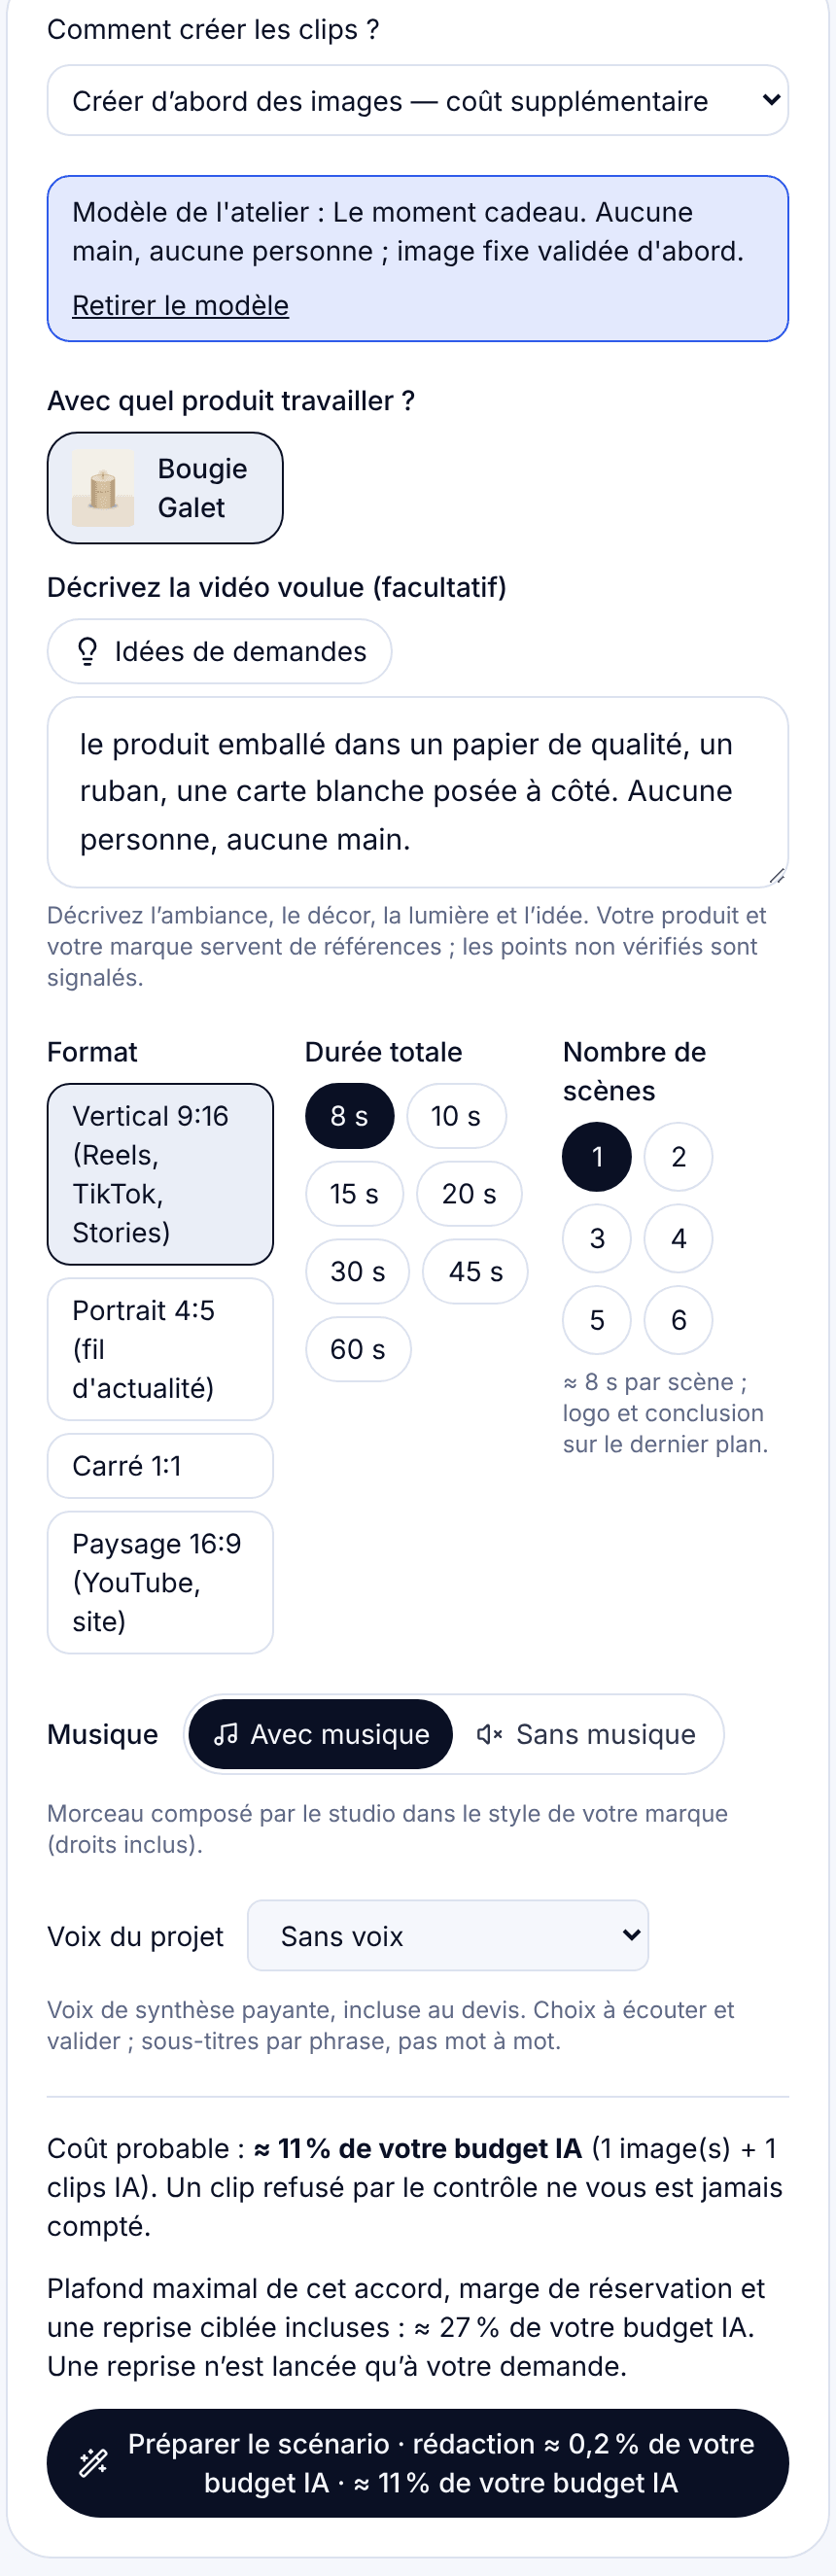 Comment créer les clips ?
Créer d’abord des images — coût supplémentaire
Modèle de l'atelier : Le moment cadeau. Aucune
main, aucune personne ; image fixe validée d'abord.
Retirer le modèle
Avec quel produit travailler ?
Bougie
Galet
Décrivez la vidéo voulue (facultatif)
Idées de demandes
le produit emballé dans un papier de qualité, un
ruban, une carte blanche posée à côté. Aucune
personne, aucune main.
Décrivez l’ambiance, le décor, la lumière et l’idée. Votre produit et
votre marque servent de références ; les points non vérifiés sont
signalés.
Format
Vertical 9:16
(Reels,
TikTok,
Stories)
Portrait 4:5
(fil
d'actualité)
Carré 1:1
Paysage 16:9
(YouTube,
site)
Durée totale
8 s
10 s
15 s
20 s
30 s
45 s
60 s
Nombre de
scènes
1
2
3
4
5
6
≈ 8 s par scène ;
logo et conclusion
sur le dernier plan.
Musique
Avec musique
Sans musique
Morceau composé par le studio dans le style de votre marque
(droits inclus).
Voix du projet
Sans voix
Voix de synthèse payante, incluse au devis. Choix à écouter et
valider ; sous-titres par phrase, pas mot à mot.
Coût probable : ≈ 11 % de votre budget IA (1 image(s) + 1
clips IA). Un clip refusé par le contrôle ne vous est jamais
compté.
Plafond maximal de cet accord, marge de réservation et
une reprise ciblée incluses : ≈ 27 % de votre budget IA.
Une reprise n’est lancée qu’à votre demande.
Préparer le scénario · rédaction ≈ 0,2 % de votre
budget IA · ≈ 11 % de votre budget IA